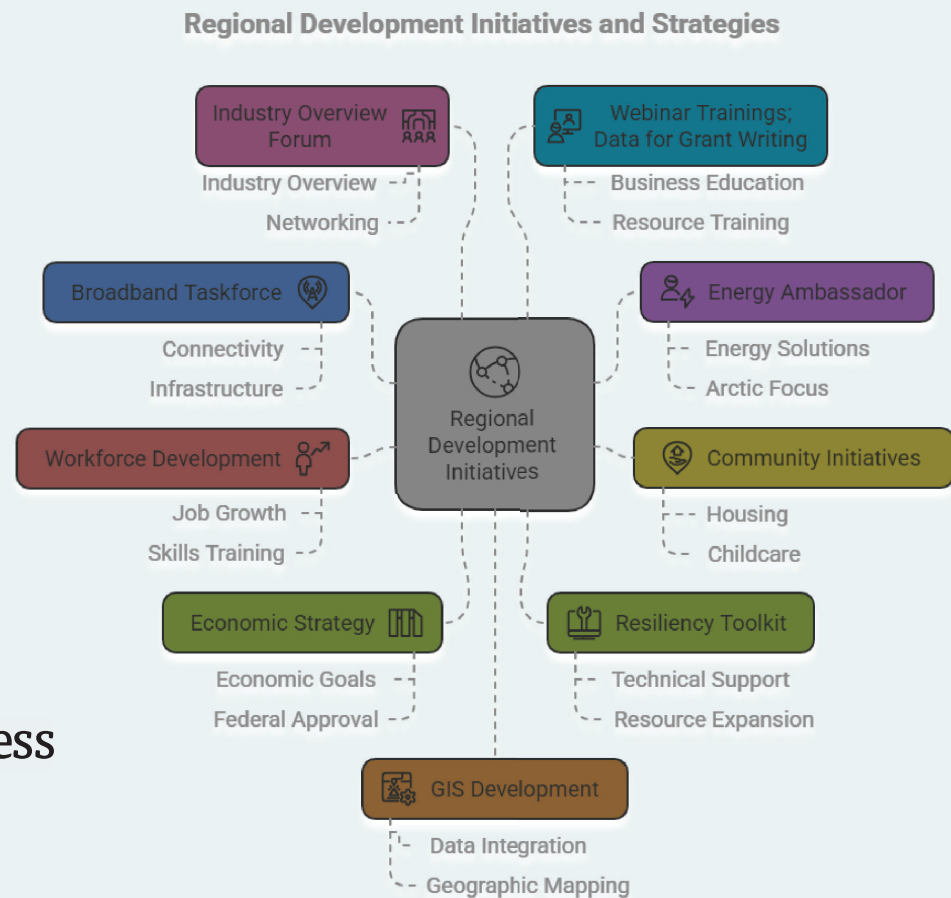 Regional Development Initiatives and Strategies
Industry Overview
Forum
Industry Overview
Networking
Webinar Trainings;
Data for Grant Writing
Business Education
Resource Training
Broadband Taskforce
Connectivity
Infrastructure
Energy Ambassador
Energy Solutions
Arctic Focus
Regional
Development
Initiatives
Workforce Development
Job Growth
Skills Training
Community Initiatives
Housing
Childcare
Economic Strategy
Economic Goals
Federal Approval
Resiliency Toolkit
Technical Support
Resource Expansion
ess
GIS Development
Data Integration
Geographic Mapping